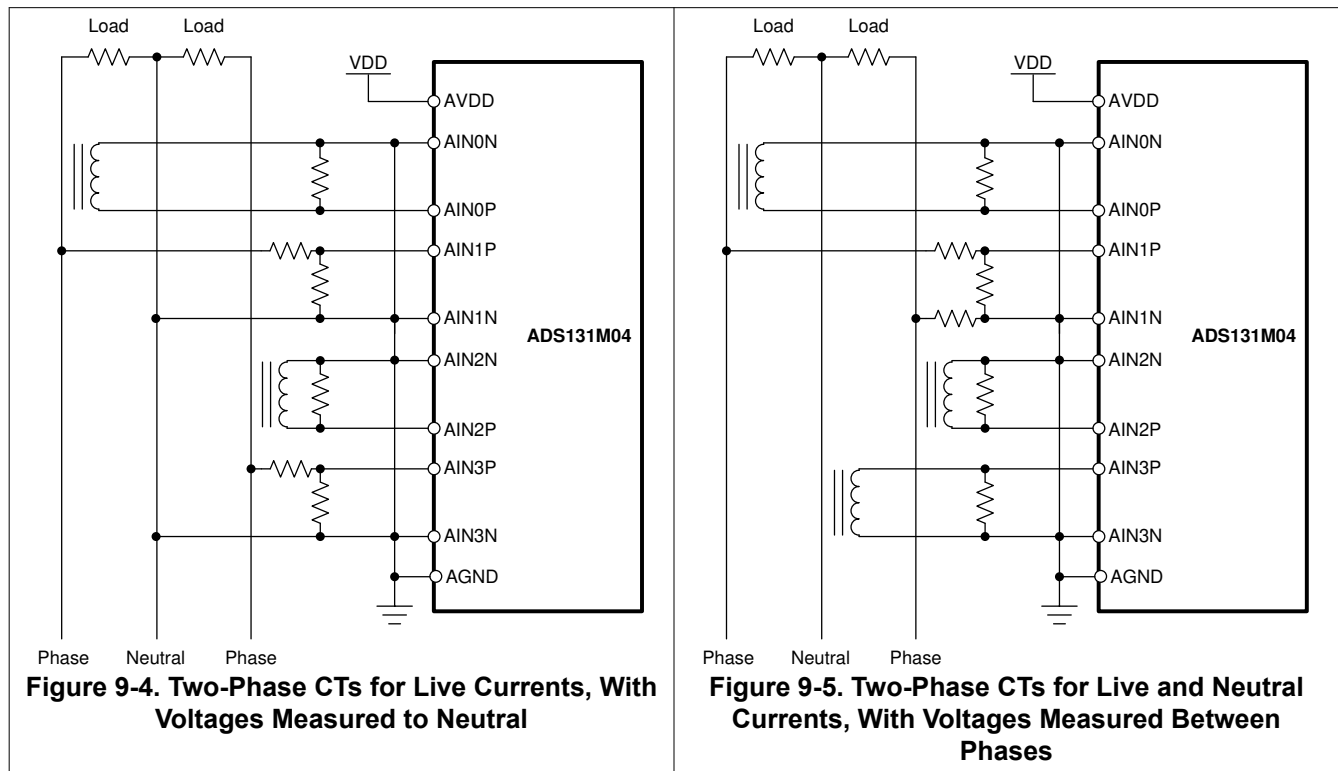 Load Load
VDD
AVDD
AIN0N
AIN0P
AIN1P
AIN1N
ADS131M04
AIN2N
AIN2P
AIN3P
AIN3N
AGND
Phase Neutral Phase
Figure 9-4. Two-Phase CTs for Live Currents, With
Voltages Measured to Neutral
Load Load
VDD
AVDD
AIN0N
AIN0P
AIN1P
AIN1N
ADS131M04
AIN2N
AIN2P
AIN3P
AIN3N
AGND
Phase Neutral Phase
Figure 9-5. Two-Phase CTs for Live and Neutral
Currents, With Voltages Measured Between
Phases